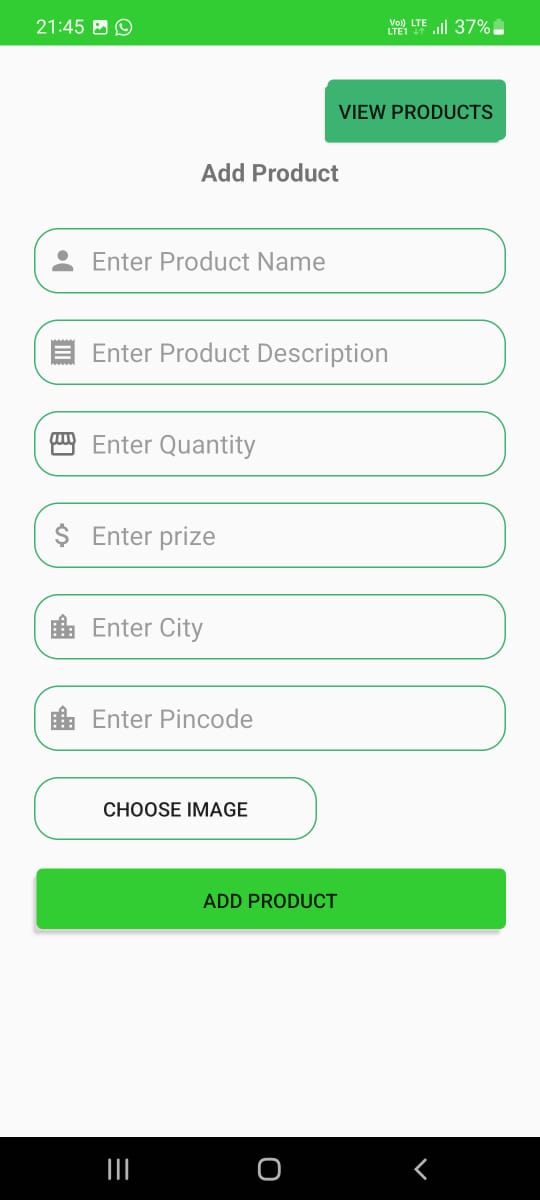 21:45 Vo)) LTE LTE1 37%
VIEW PRODUCTS
Add Product
Enter Product Name
Enter Product Description
Enter Quantity
$ Enter prize
Enter City
Enter Pincode
CHOOSE IMAGE
ADD PRODUCT